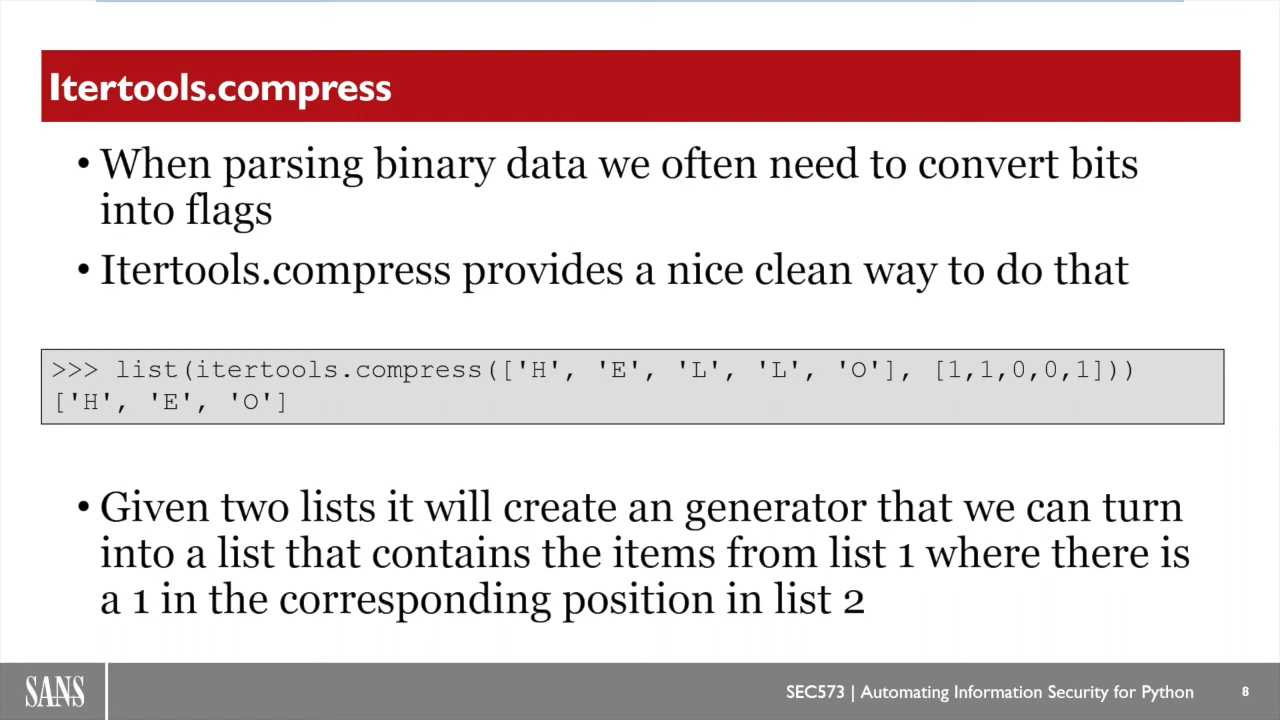 Itertools.compress
• When parsing binary data we often need to convert bits
into flags
• Itertools.compress provides a nice clean way to do that
>>> list(itertools.compress(['H', 'E', 'L', 'L', 'O'], [1,1,0,0,1]))
['H', 'E', 'O']
• Given two lists it will create an generator that we can turn
into a list that contains the items from list 1 where there is
a 1 in the corresponding position in list 2
SANS
SEC573 | Automating Information Security for Python
8